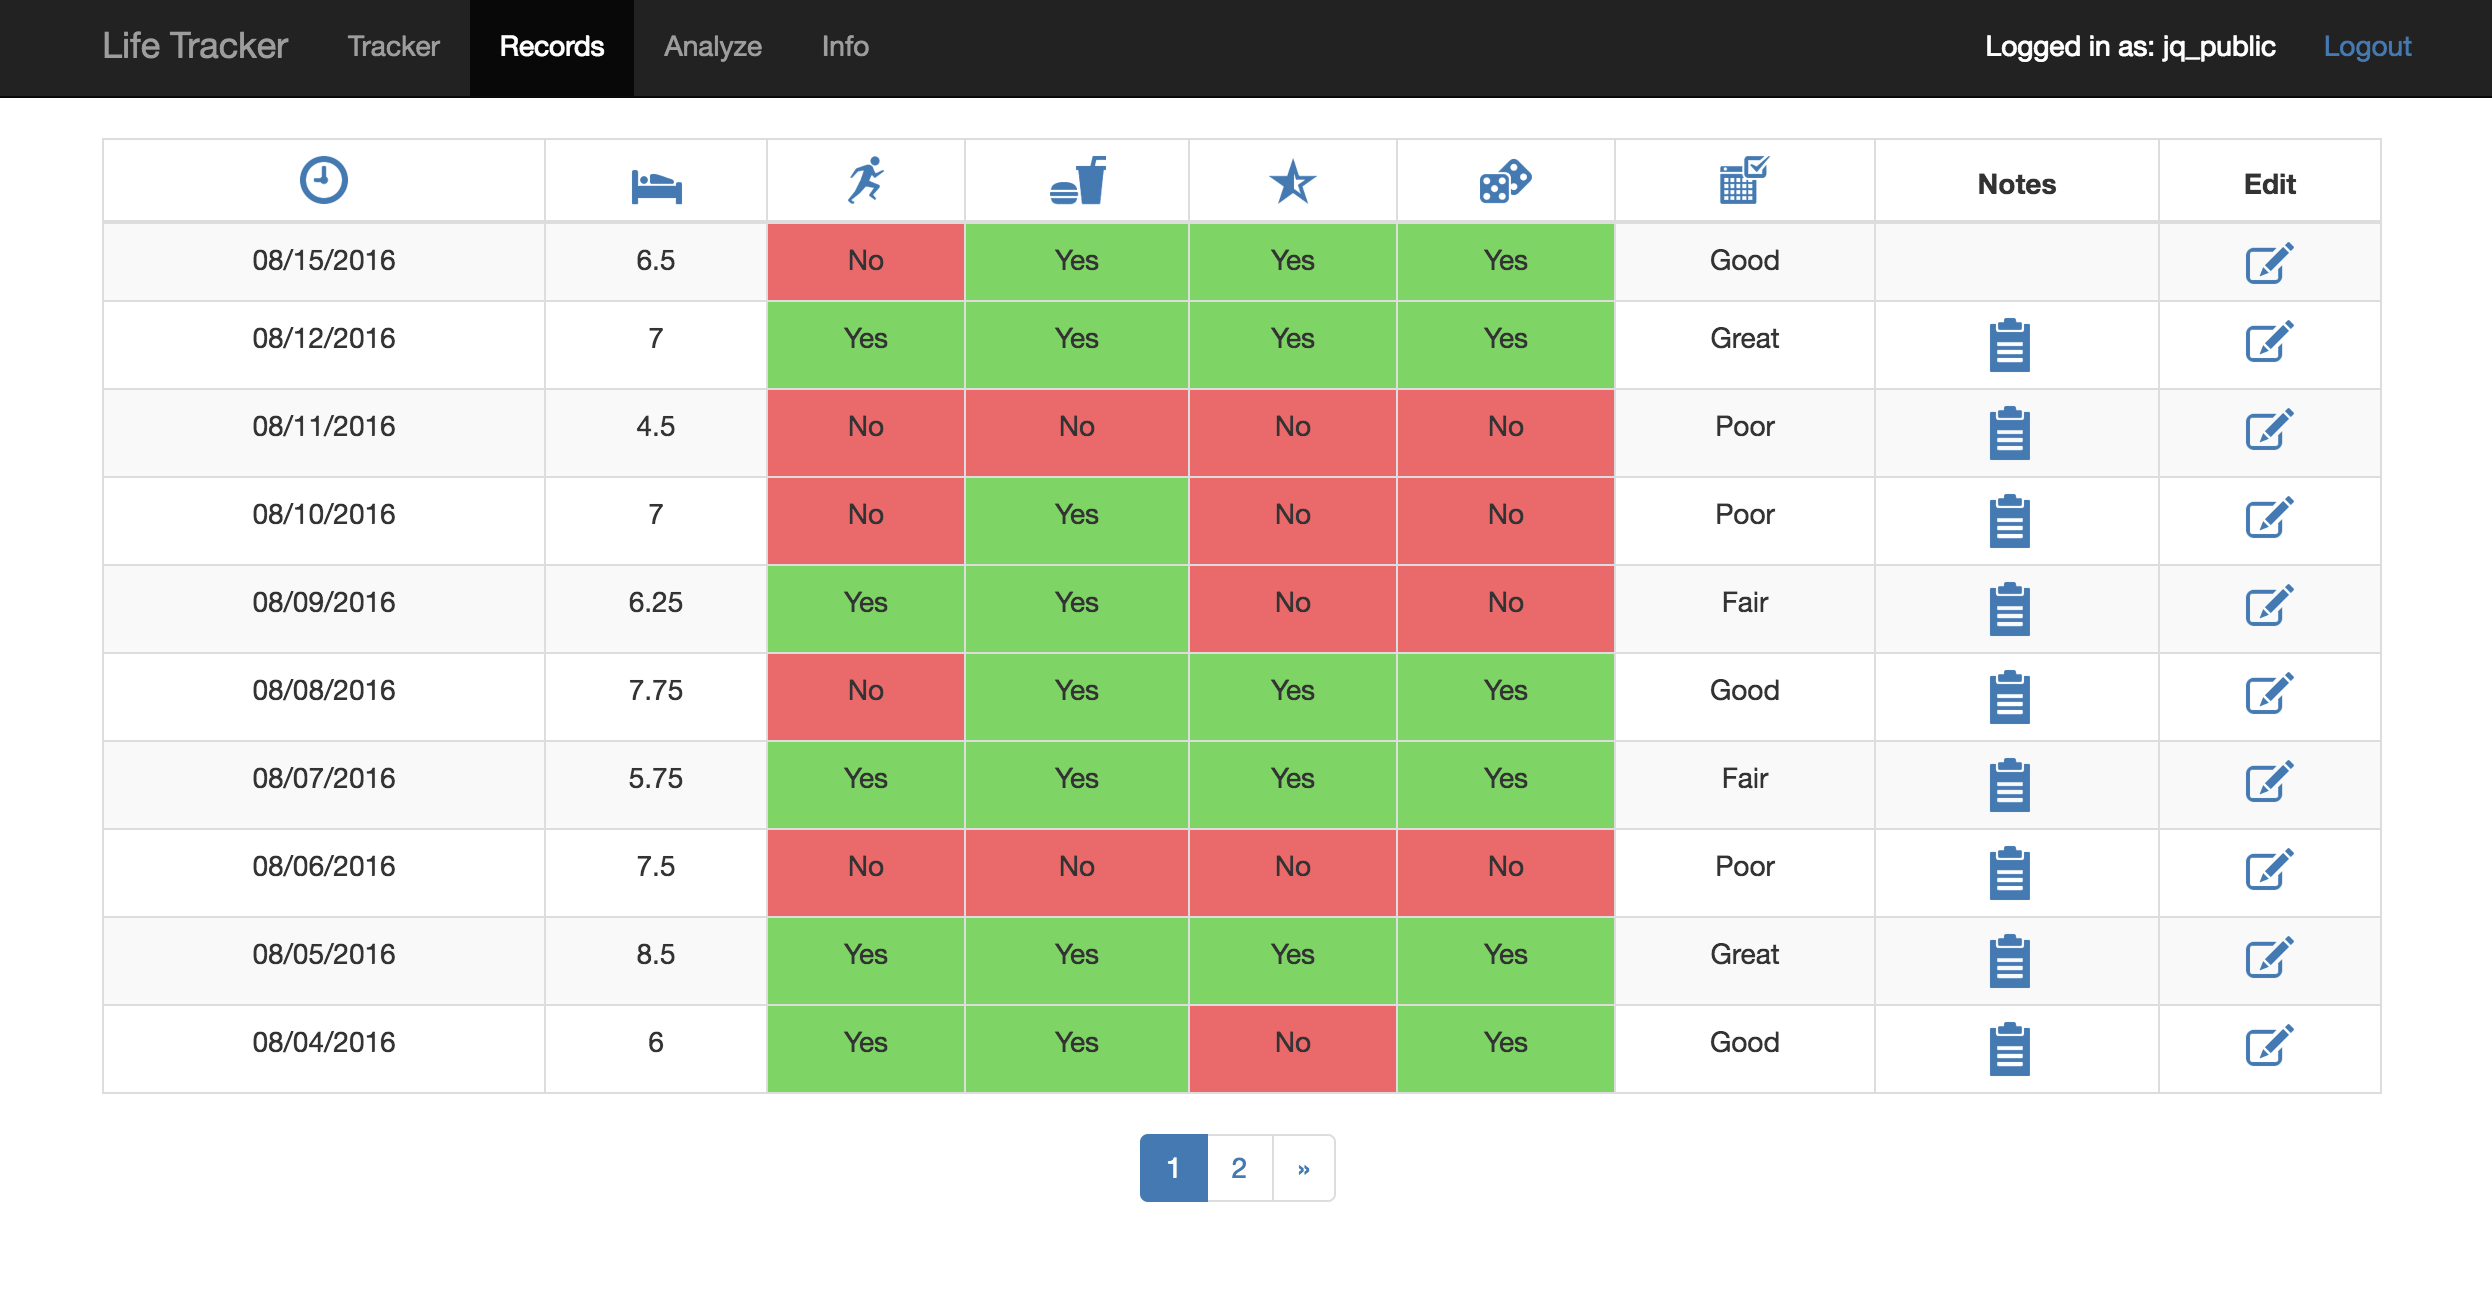 Life Tracker Tracker Records Analyze Info Logged in as: jq_public Logout
Notes Edit
08/15/2016 6.5 No Yes Yes Yes Good
08/12/2016 7 Yes Yes Yes Yes Great
08/11/2016 4.5 No No No No Poor
08/10/2016 7 No Yes No No Poor
08/09/2016 6.25 Yes Yes No No Fair
08/08/2016 7.75 No Yes Yes Yes Good
08/07/2016 5.75 Yes Yes Yes Yes Fair
08/06/2016 7.5 No No No No Poor
08/05/2016 8.5 Yes Yes Yes Yes Great
08/04/2016 6 Yes Yes No Yes Good
1 2 »